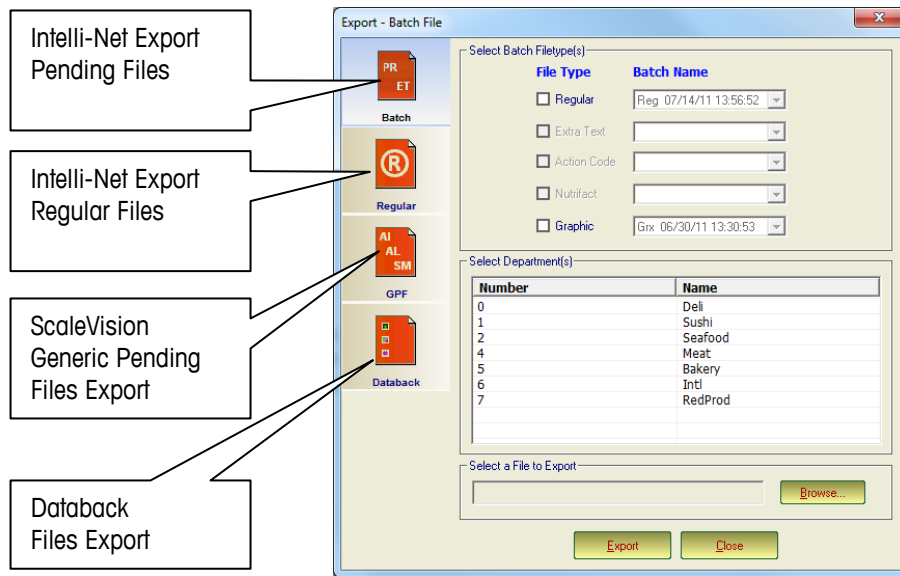 Intelli-Net Export
Pending Files
Intelli-Net Export
Regular Files
ScaleVision
Generic Pending
Files Export
Databack
Files Export
Export - Batch File
x
PR
ET
Batch
®
Regular
AI
AL
SM
GPF
Databack
Select Batch Filetype(s)
File Type Batch Name
Regular Reg 07/14/11 13:56:52
Extra Text
Action Code
Nutrifact
Graphic Grx 06/30/11 13:30:53
Select Department(s)
Number Name
0 Deli
1 Sushi
2 Seafood
4 Meat
5 Bakery
6 Intl
7 RedProd
Select a File to Export
Browse...
Export Close